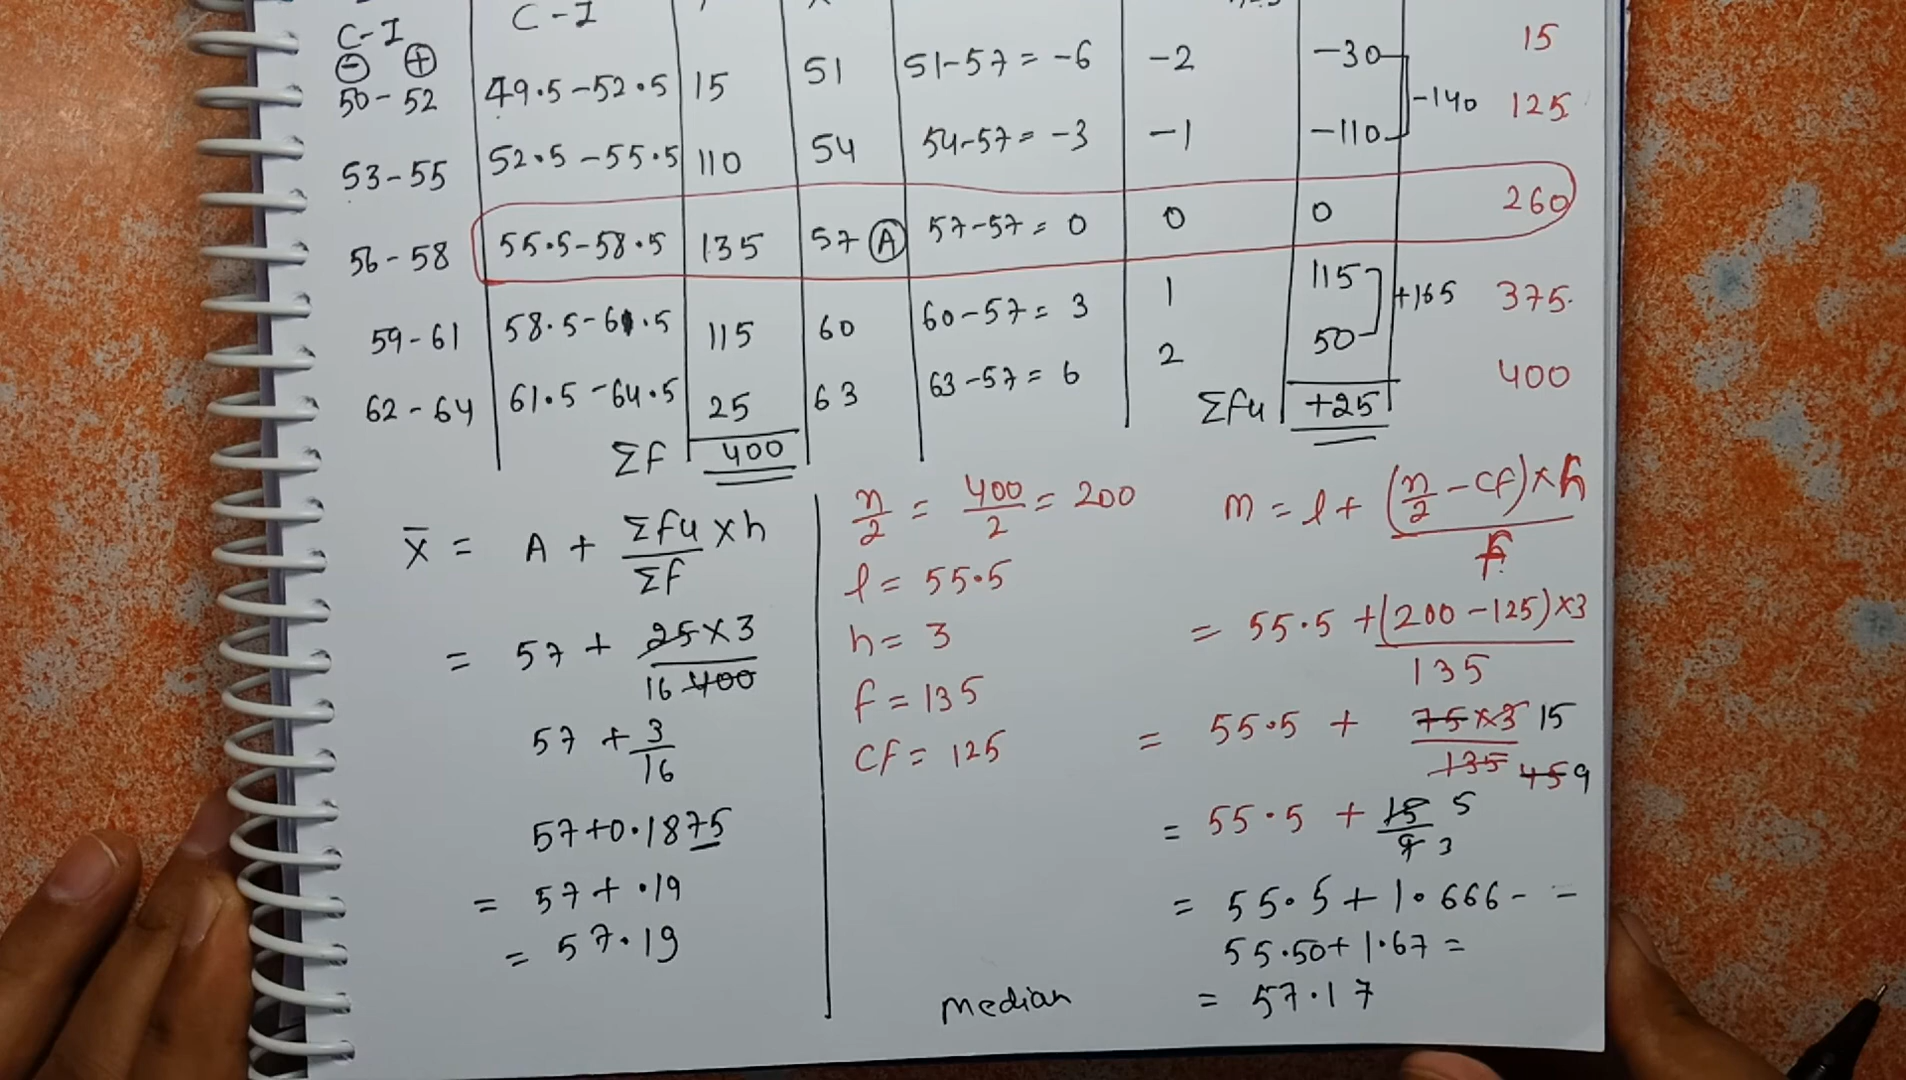 C-I C-I
⊖ ⊕
50-52 49.5-52.5 15 51 51-57 = -6 -2 -30 15
53-55 52.5-55.5 110 54 54-57 = -3 -1 -110 -140 125
56-58 55.5-58.5 135 57 Ⓐ 57-57 = 0 0 0 260
59-61 58.5-61.5 115 60 60-57 = 3 1 115 +165 375
62-64 61.5-64.5 25 63 63-57 = 6 2 50 400
Σf 400 Σfu +25
x̄ = A + Σfu/Σf × h
= 57 + 25×3/400 16
57 + 3/16
57+0.1875
= 57 + .19
= 57.19
n/2 = 400/2 = 200
l = 55.5
h = 3
f = 135
cf = 125
m = l + (n/2 - cf) × h / f
= 55.5 + (200-125)×3 / 135
= 55.5 + 75×3 15 / 135 45 9
= 55.5 + 15 5 / 9 3
= 55.5 + 1.666- -
55.50 + 1.67 =
median = 57.17